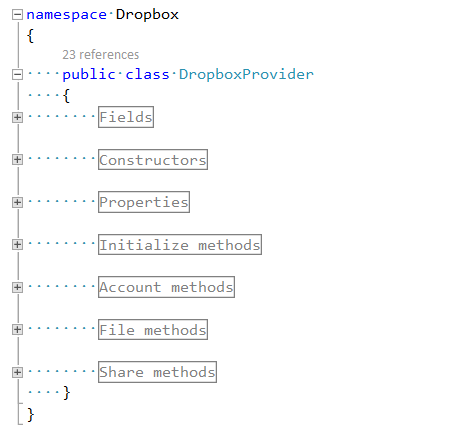 namespace Dropbox
{
23 references
public class DropboxProvider
{
Fields
Constructors
Properties
Initialize methods
Account methods
File methods
Share methods
}
}